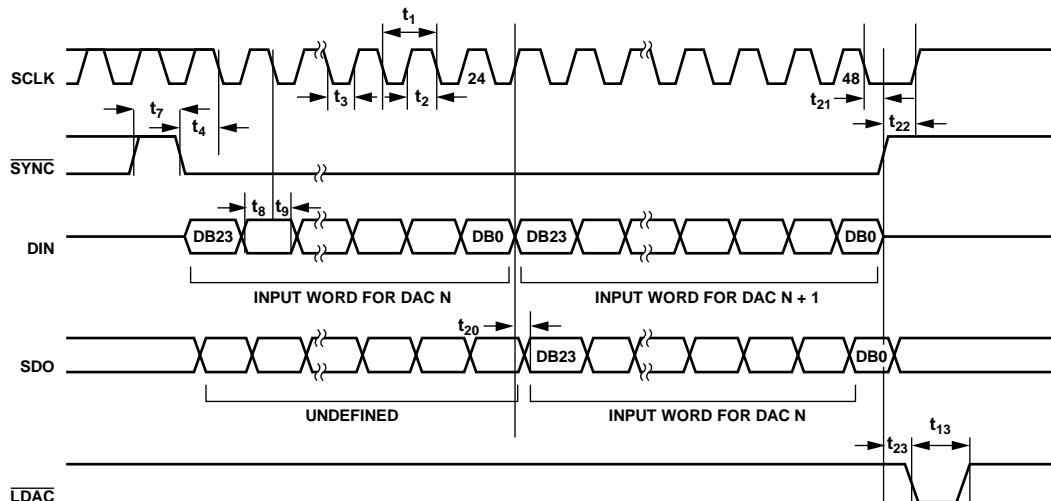 t1
SCLK
24
48
t3
t2
t21
t7
t4
t22
SYNC
t8
t9
DIN
DB23
DB0
DB23
DB0
INPUT WORD FOR DAC N
INPUT WORD FOR DAC N + 1
t20
SDO
DB23
DB0
UNDEFINED
INPUT WORD FOR DAC N
t23
t13
LDAC